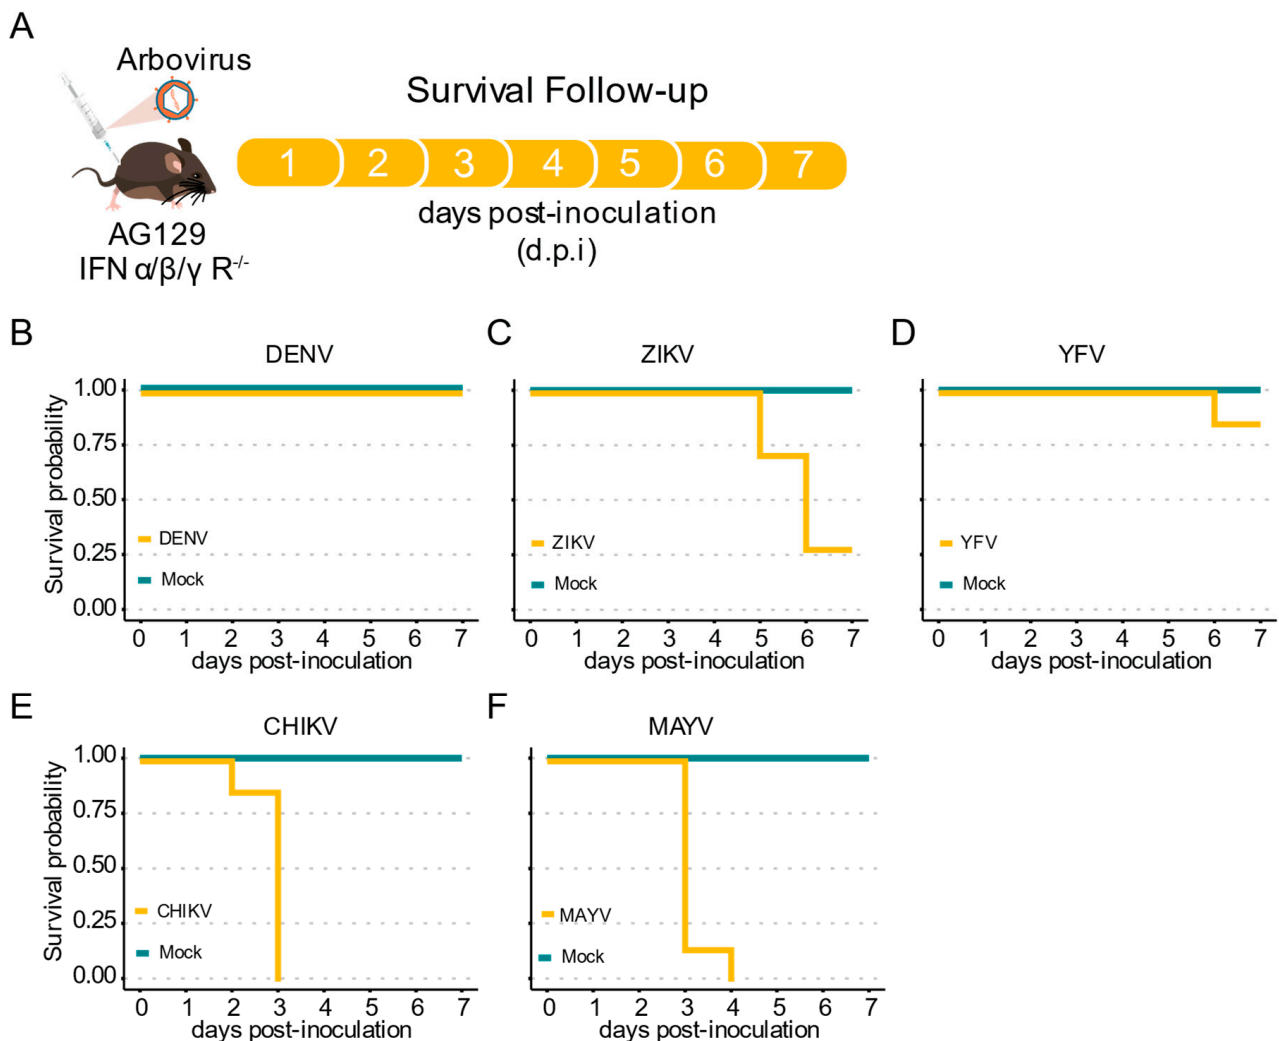 A
Arbovirus
Survival Follow-up
1 2 3 4 5 6 7
days post-inoculation
(d.p.i)
AG129
IFN α/β/γ R-/-
B
DENV
1.00
0.75
0.50
0.25
0.00
Survival probability
DENV
Mock
0 1 2 3 4 5 6 7
days post-inoculation
C
ZIKV
ZIKV
Mock
0 1 2 3 4 5 6 7
days post-inoculation
D
YFV
YFV
Mock
0 1 2 3 4 5 6 7
days post-inoculation
E
CHIKV
1.00
0.75
0.50
0.25
0.00
Survival probability
CHIKV
Mock
0 1 2 3 4 5 6 7
days post-inoculation
F
MAYV
MAYV
Mock
0 1 2 3 4 5 6 7
days post-inoculation